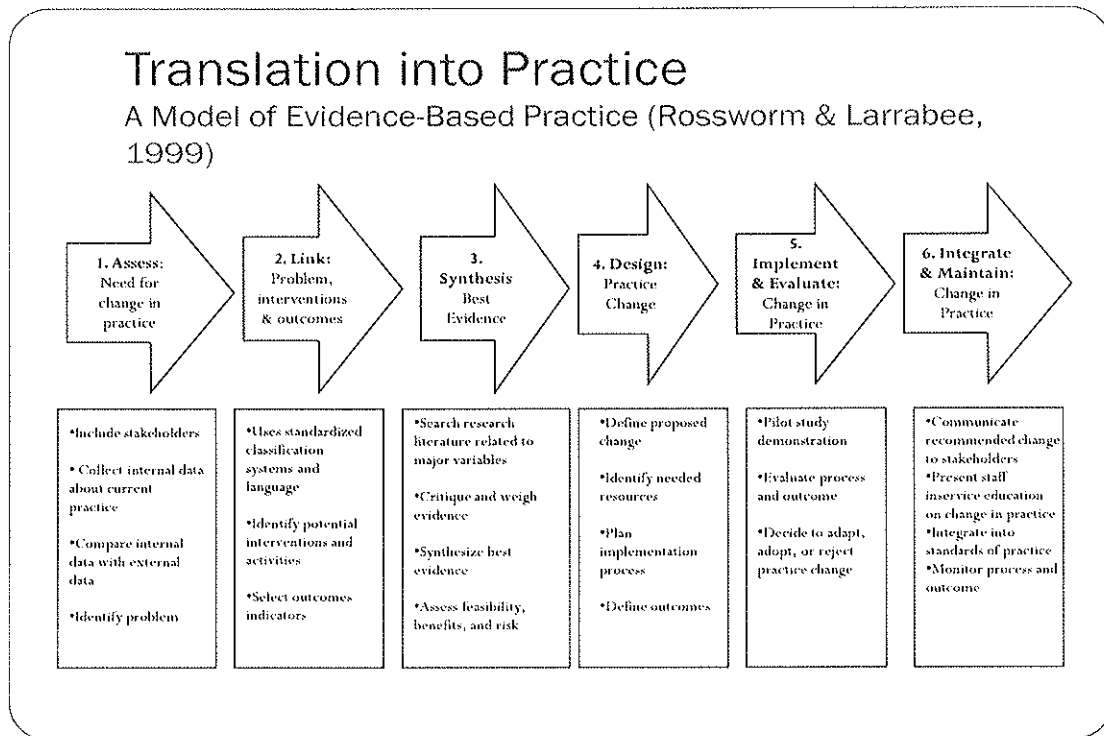 Translation into Practice
A Model of Evidence-Based Practice (Rossworm & Larrabee,
1999)
1. Assess:
Need for
change in
practice
2. Link:
Problem,
interventions
& outcomes
3.
Synthesis
Best
Evidence
4. Design:
Practice
Change
5.
Implement
& Evaluate:
Change in
Practice
6. Integrate
& Maintain:
Change in
Practice
•Include stakeholders
• Collect internal data
about current
practice
•Compare internal
data with external
data
•Identify problem
•Uses standardized
classification
systems and
language
•Identify potential
interventions and
activities
•Select outcomes
indicators
•Search research
literature related to
major variables
•Critique and weigh
evidence
•Synthesize best
evidence
•Assess feasibility,
benefits, and risk
•Define proposed
change
•Identify needed
resources
•Plan
implementation
process
•Define outcomes
•Pilot study
demonstration
•Evaluate process
and outcome
•Decide to adapt,
adopt, or reject
practice change
•Communicate
recommended change
to stakeholders
•Present staff
inservice education
on change in practice
•Integrate into
standards of practice
•Monitor process and
outcome